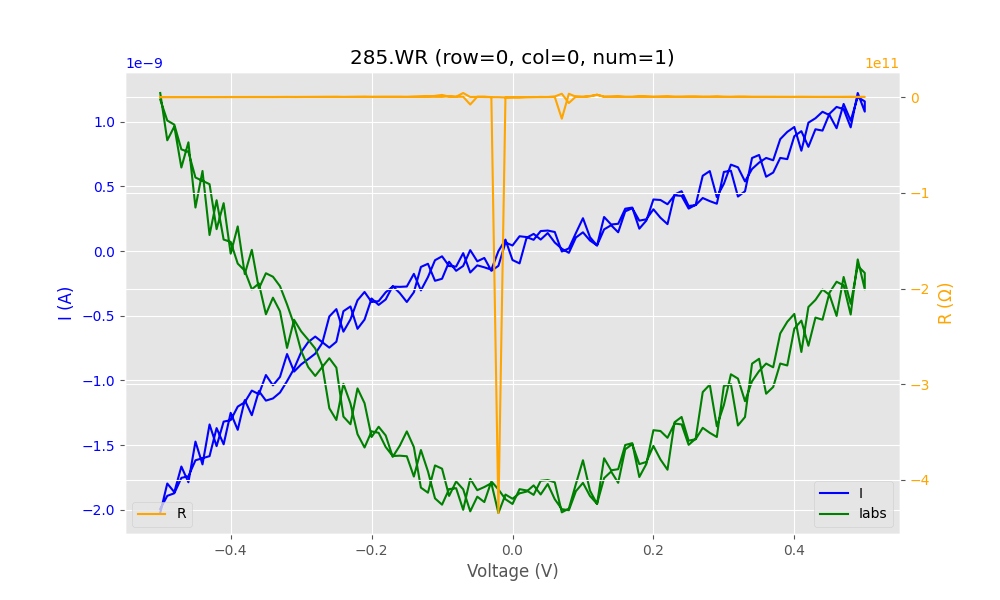 285.WR (row=0, col=0, num=1)
1e−9
1e11
1.0
0.5
0.0
−0.5
−1.0
−1.5
−2.0
I (A)
0
−1
−2
−3
−4
R (Ω)
R
I
Iabs
−0.4
−0.2
0.0
0.2
0.4
Voltage (V)